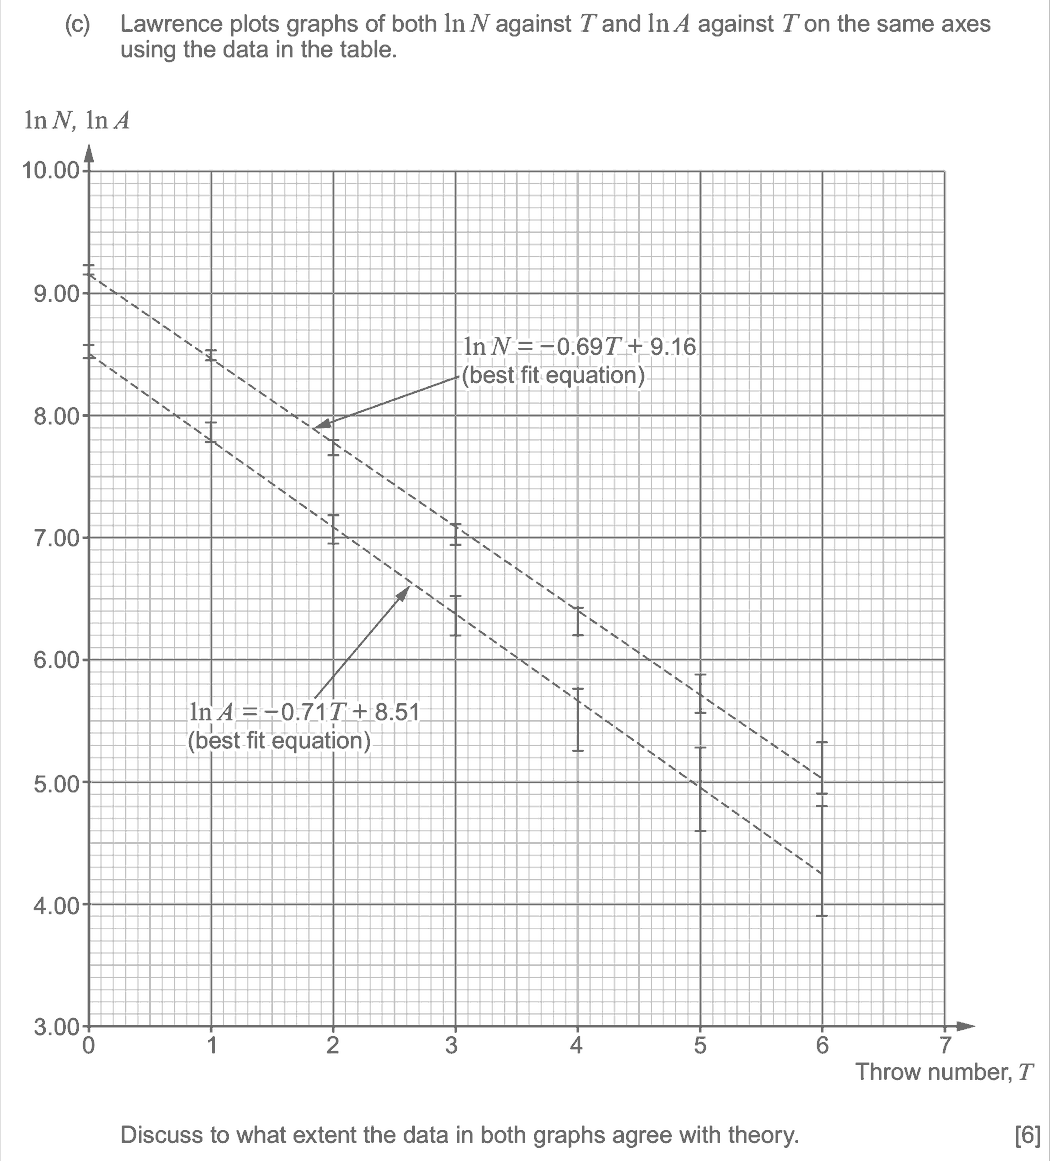 (c) Lawrence plots graphs of both ln N against T and ln A against T on the same axes
using the data in the table.
ln N, ln A
10.00
9.00
ln N = −0.69T + 9.16
(best fit equation)
8.00
7.00
6.00
ln A = −0.71T + 8.51
(best fit equation)
5.00
4.00
3.00
0 1 2 3 4 5 6 7
Throw number, T
Discuss to what extent the data in both graphs agree with theory. [6]